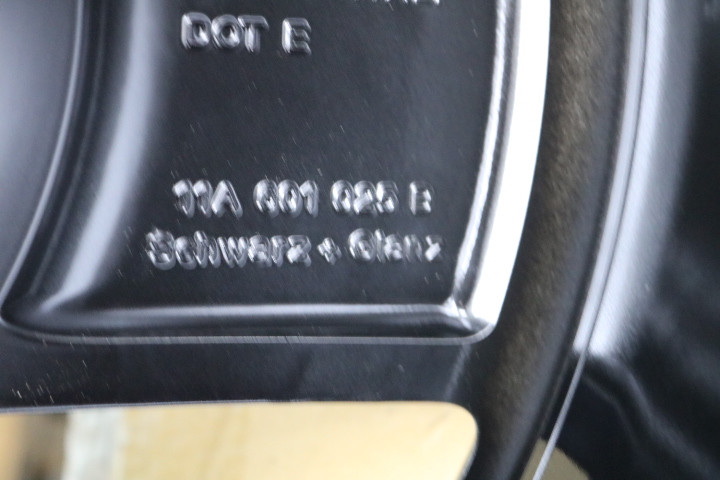 DOT E
11A 601 025 B
Schwarz + Glanz